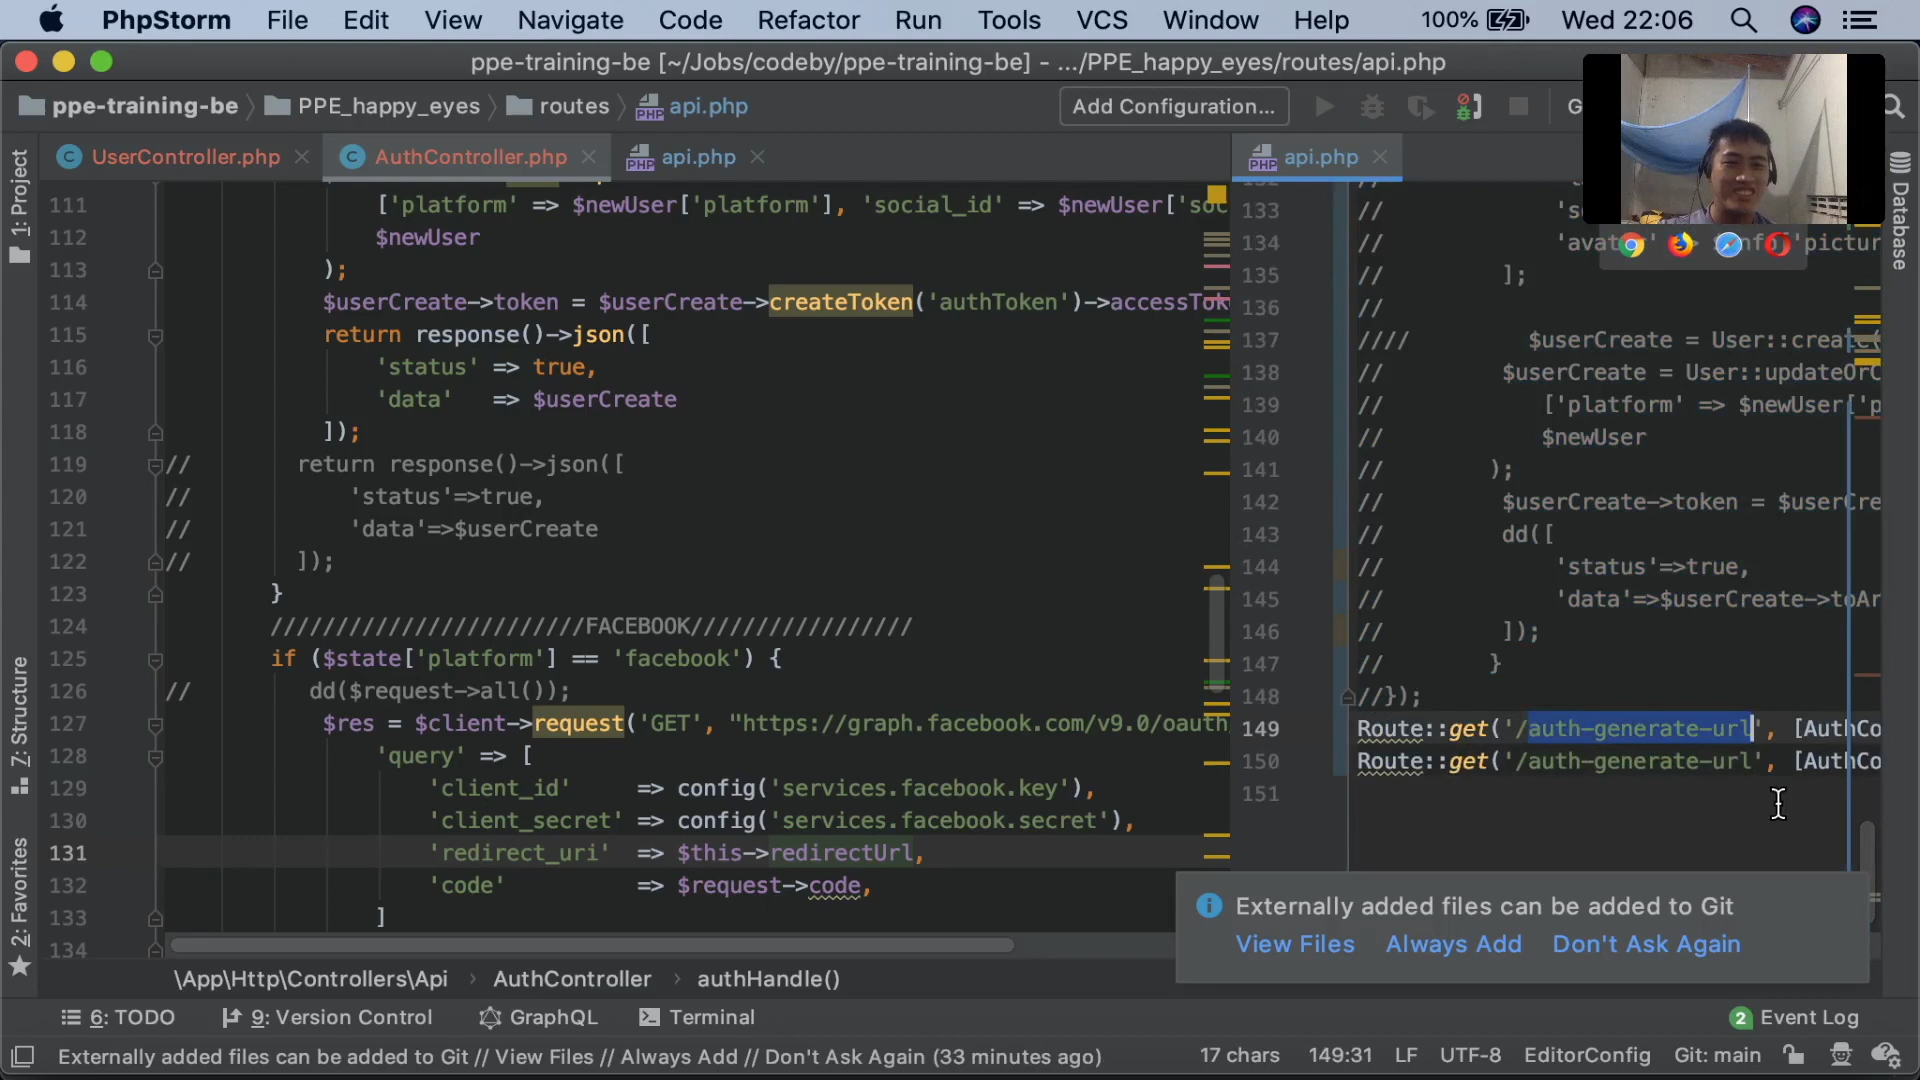 PhpStorm File Edit View Navigate Code Refactor Run Tools VCS Window Help 100% Wed 22:06
ppe-training-be [~/Jobs/codeby/ppe-training-be] - .../PPE_happy_eyes/routes/api.php
ppe-training-be PPE_happy_eyes routes api.php Add Configuration...
1: Project
Z: Structure
2: Favorites
UserController.php AuthController.php api.php
111 ['platform' => $newUser['platform'], 'social_id' => $newUser['soc
112 $newUser
113 );
114 $userCreate->token = $userCreate->createToken('authToken')->accessTok
115 return response()->json([
116 'status' => true,
117 'data' => $userCreate
118 ]);
119 // return response()->json([
120 // 'status'=>true,
121 // 'data'=>$userCreate
122 // ]);
123 }
124 ////////////////////////FACEBOOK/////////////////
125 if ($state['platform'] == 'facebook') {
126 // dd($request->all());
127 $res = $client->request('GET', "https://graph.facebook.com/v9.0/oauth
128 'query' => [
129 'client_id' => config('services.facebook.key'),
130 'client_secret' => config('services.facebook.secret'),
131 'redirect_uri' => $this->redirectUrl,
132 'code' => $request->code,
133 ]
134
\App\Http\Controllers\Api AuthController authHandle()
api.php
133 //
134 // 'picture
135 // ];
136 //
137 //// $userCreate = User::create(
138 // $userCreate = User::updateOrC
139 // ['platform' => $newUser['p
140 // $newUser
141 // );
142 // $userCreate->token = $userCre
143 // dd([
144 // 'status'=>true,
145 // 'data'=>$userCreate->toAr
146 // ]);
147 // }
148 //});
149 Route::get('/auth-generate-url', [AuthCo
150 Route::get('/auth-generate-url', [AuthCo
151
Database
Externally added files can be added to Git
View Files Always Add Don't Ask Again
6: TODO 9: Version Control GraphQL Terminal 2 Event Log
Externally added files can be added to Git // View Files // Always Add // Don't Ask Again (33 minutes ago) 17 chars 149:31 LF UTF-8 EditorConfig Git: main